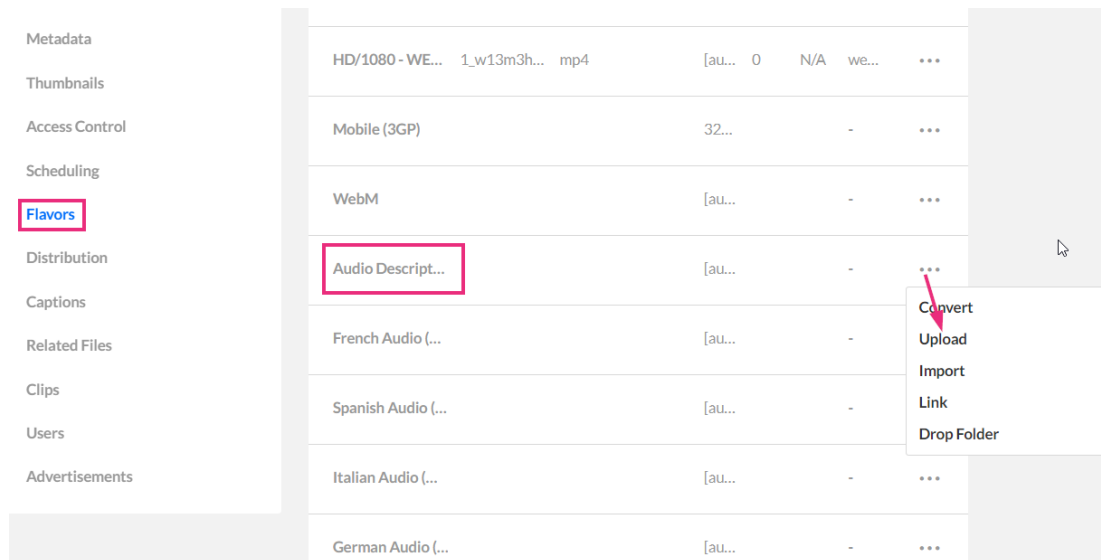 Metadata
Thumbnails
Access Control
Scheduling
Flavors
Distribution
Captions
Related Files
Clips
Users
Advertisements
HD/1080 - WE... 1_w13m3h... mp4 [au... 0 N/A we...
Mobile (3GP) 32... -
WebM [au... -
Audio Descript... [au... -
French Audio (... [au... -
Spanish Audio (... [au... -
Italian Audio (... [au... -
German Audio (... [au... -
Convert
Upload
Import
Link
Drop Folder